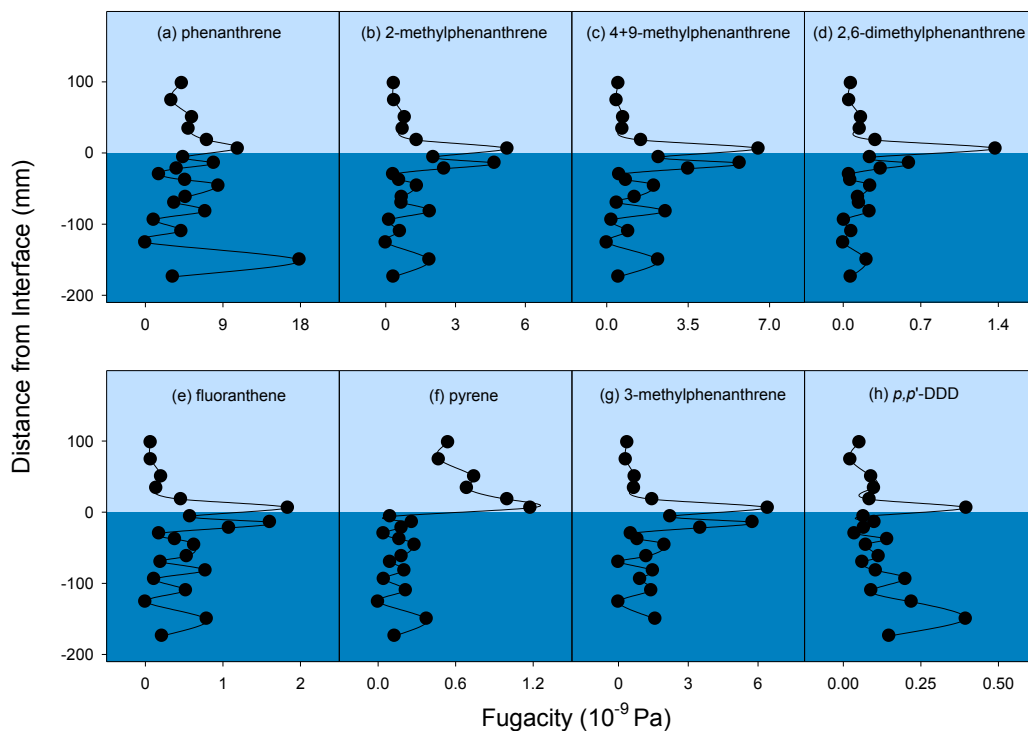 (a) phenanthrene
(b) 2-methylphenanthrene
(c) 4+9-methylphenanthrene
(d) 2,6-dimethylphenanthrene
100
0
-100
-200
0 9 18
0 3 6
0.0 3.5 7.0
0.0 0.7 1.4
Distance from Interface (mm)
(e) fluoranthene
(f) pyrene
(g) 3-methylphenanthrene
(h) p,p'-DDD
100
0
-100
-200
0 1 2
0.0 0.6 1.2
0 3 6
0.00 0.25 0.50
Fugacity (10⁻⁹ Pa)